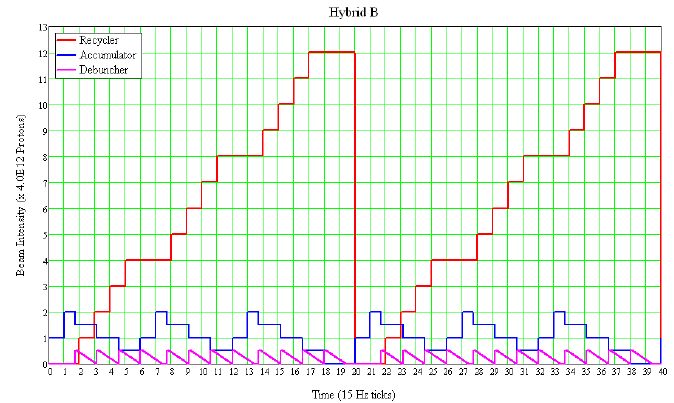 Hybrid B
13
12
11
10
9
8
7
6
5
4
3
2
1
0
Recycler
Accumulator
Debuncher
Beam Intensity (x 4.0E12 Protons)
0 1 2 3 4 5 6 7 8 9 10 11 12 13 14 15 16 17 18 19 20 21 22 23 24 25 26 27 28 29 30 31 32 33 34 35 36 37 38 39 40
Time (15 Hz ticks)